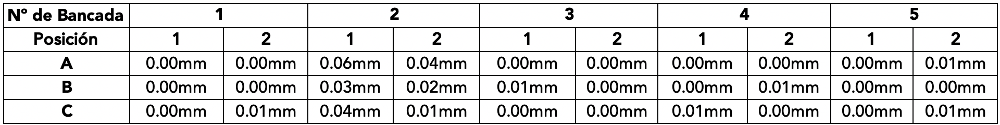 Nº de Bancada 1 2 3 4 5
Posición 1 2 1 2 1 2 1 2 1 2
A 0.00mm 0.00mm 0.06mm 0.04mm 0.00mm 0.00mm 0.00mm 0.00mm 0.00mm 0.01mm
B 0.00mm 0.00mm 0.03mm 0.02mm 0.01mm 0.00mm 0.00mm 0.01mm 0.00mm 0.00mm
C 0.00mm 0.01mm 0.04mm 0.01mm 0.00mm 0.00mm 0.01mm 0.00mm 0.00mm 0.01mm